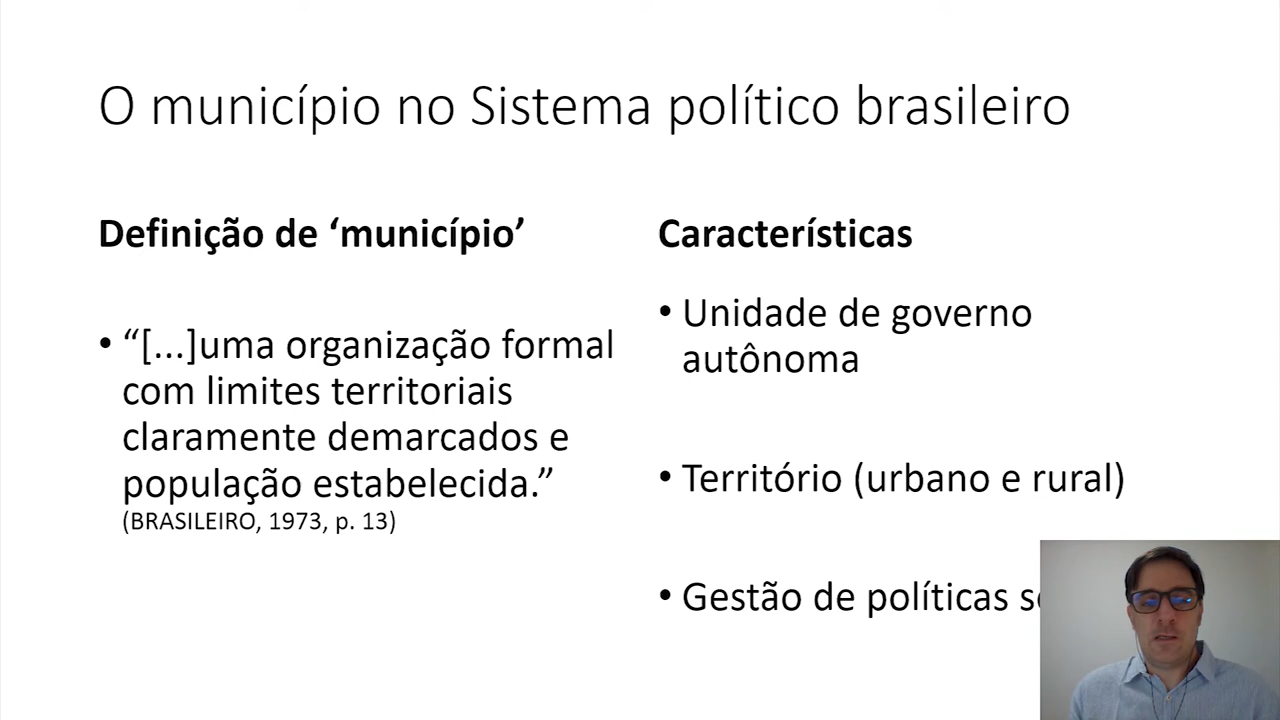 O município no Sistema político brasileiro
Definição de ‘município’
• “[...]uma organização formal
com limites territoriais
claramente demarcados e
população estabelecida.”
(BRASILEIRO, 1973, p. 13)
Características
• Unidade de governo
autônoma
• Território (urbano e rural)
• Gestão de políticas